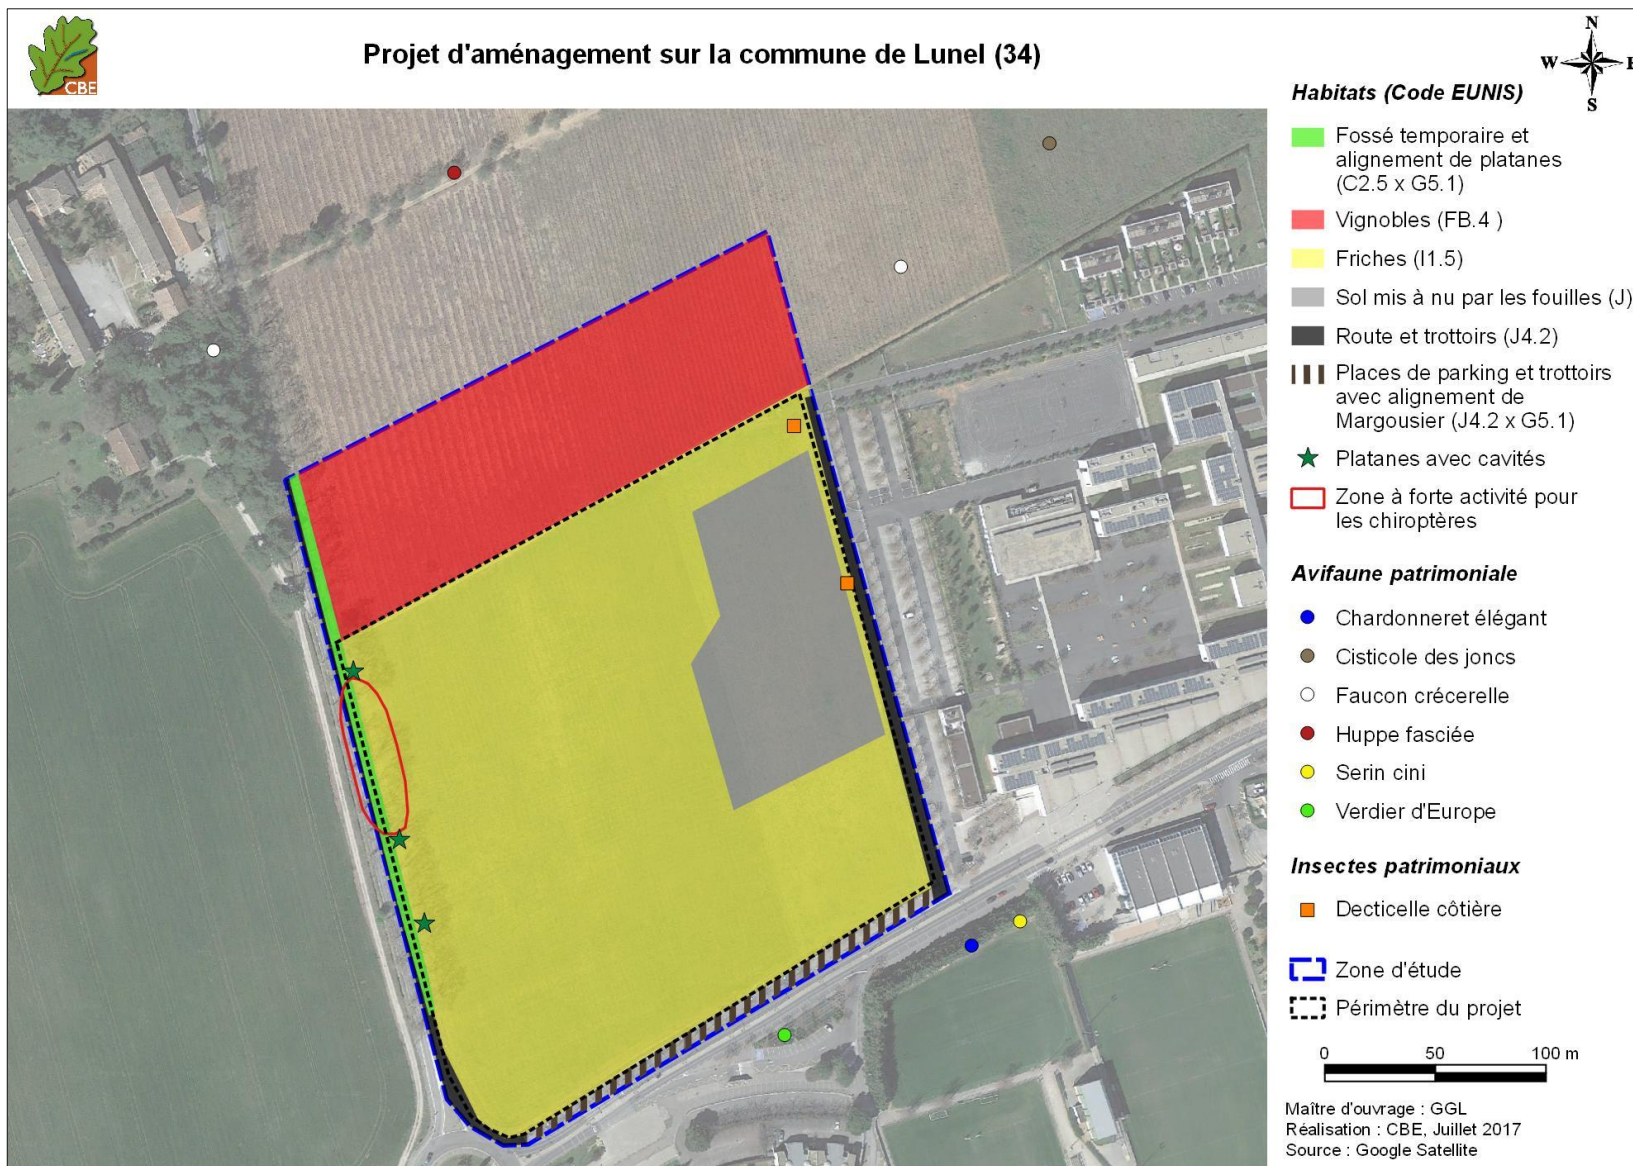 CBE
Projet d'aménagement sur la commune de Lunel (34)
N
W
E
S
Habitats (Code EUNIS)
Fossé temporaire et
alignement de platanes
(C2.5 x G5.1)
Vignobles (FB.4 )
Friches (I1.5)
Sol mis à nu par les fouilles (J)
Route et trottoirs (J4.2)
Places de parking et trottoirs
avec alignement de
Margousier (J4.2 x G5.1)
Platanes avec cavités
Zone à forte activité pour
les chiroptères
Avifaune patrimoniale
Chardonneret élégant
Cisticole des joncs
Faucon crécerelle
Huppe fasciée
Serin cini
Verdier d'Europe
Insectes patrimoniaux
Decticelle côtière
Zone d'étude
Périmètre du projet
0 50 100 m
Maître d'ouvrage : GGL
Réalisation : CBE, Juillet 2017
Source : Google Satellite